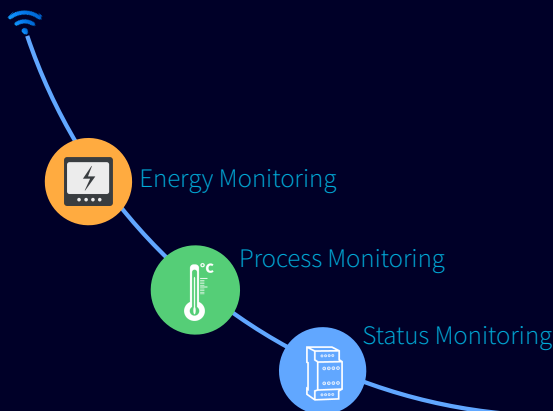 Energy Monitoring
°C
Process Monitoring
Status Monitoring